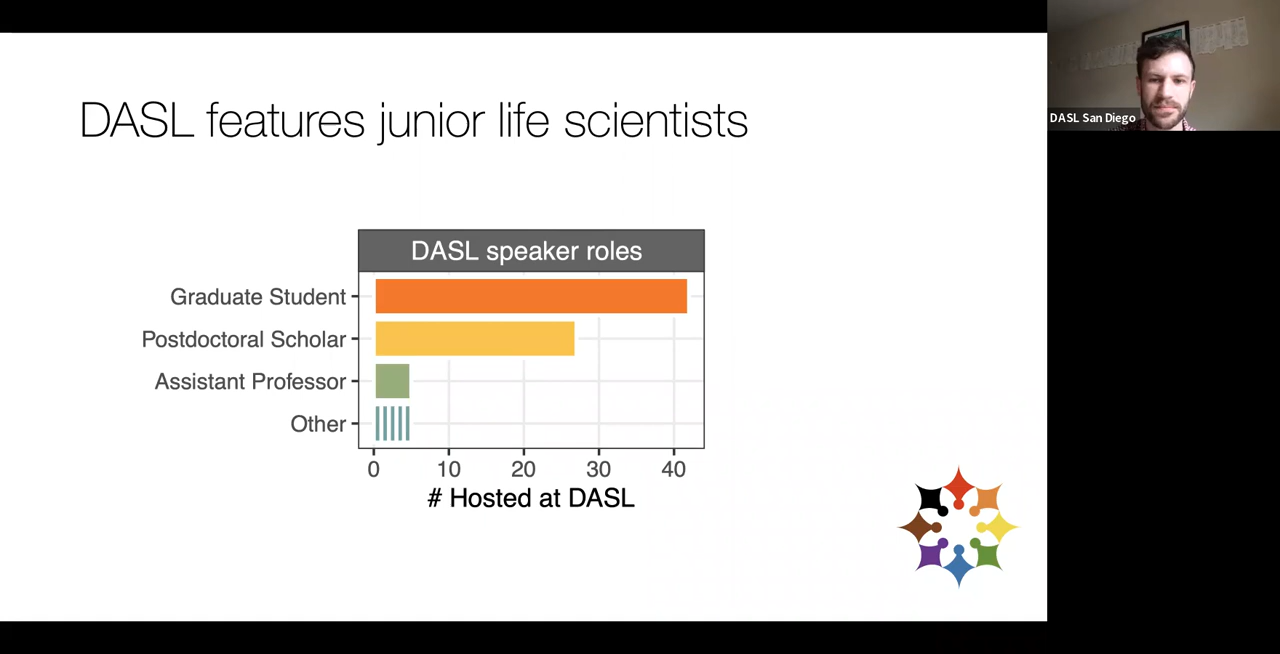 DASL features junior life scientists
DASL San Diego
DASL speaker roles
Graduate Student
Postdoctoral Scholar
Assistant Professor
Other
0 10 20 30 40
# Hosted at DASL